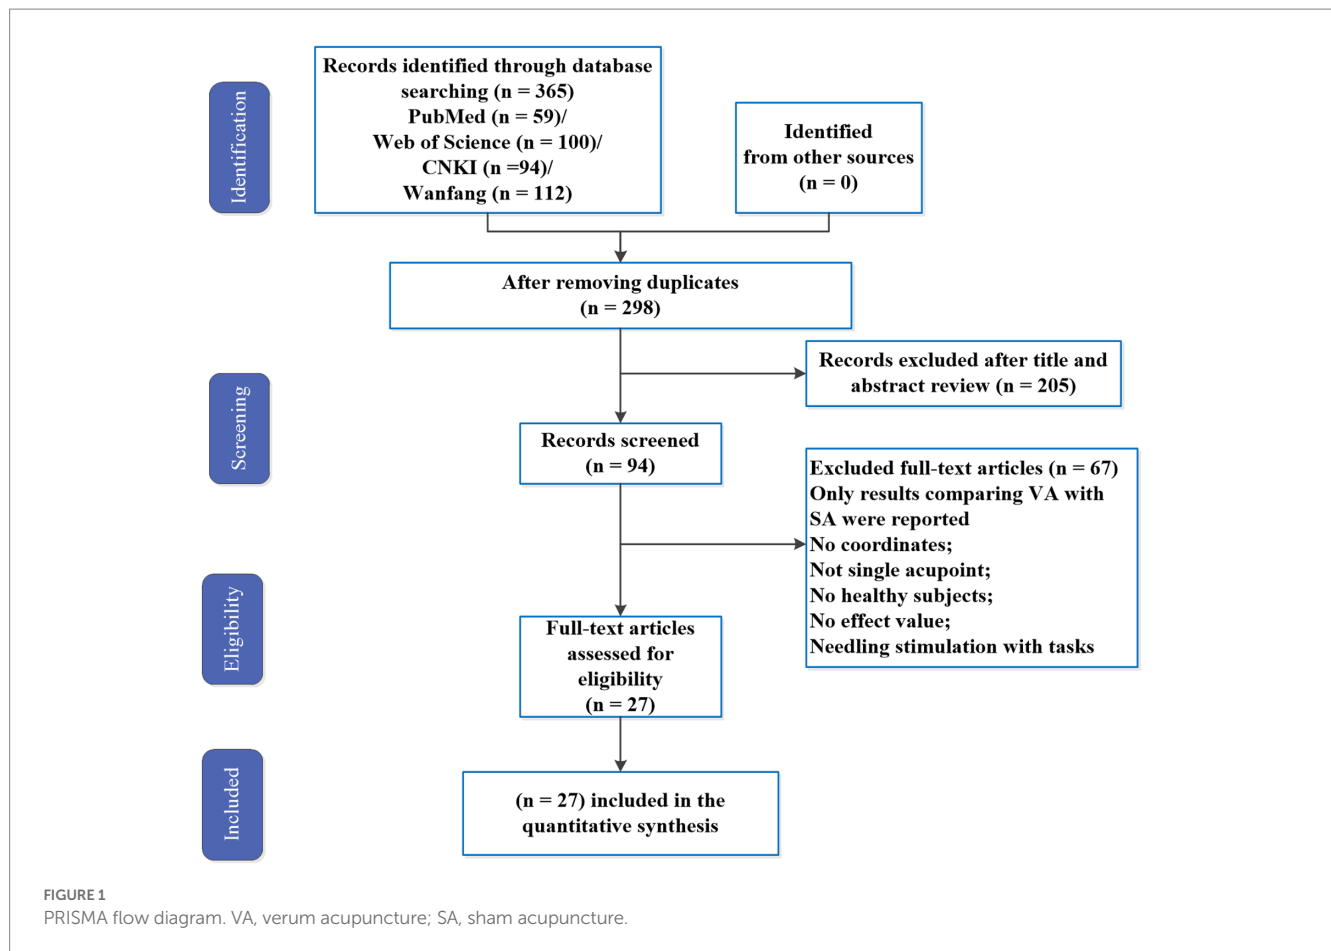 Identification
Records identified through database
searching (n = 365)
PubMed (n = 59)/
Web of Science (n = 100)/
CNKI (n =94)/
Wanfang (n = 112)
Identified
from other sources
(n = 0)
After removing duplicates
(n = 298)
Screening
Records excluded after title and
abstract review (n = 205)
Records screened
(n = 94)
Excluded full-text articles (n = 67)
Only results comparing VA with
SA were reported
No coordinates;
Not single acupoint;
No healthy subjects;
No effect value;
Needling stimulation with tasks
Eligibility
Full-text articles
assessed for
eligibility
(n = 27)
Included
(n = 27) included in the
quantitative synthesis
FIGURE 1
PRISMA flow diagram. VA, verum acupuncture; SA, sham acupuncture.